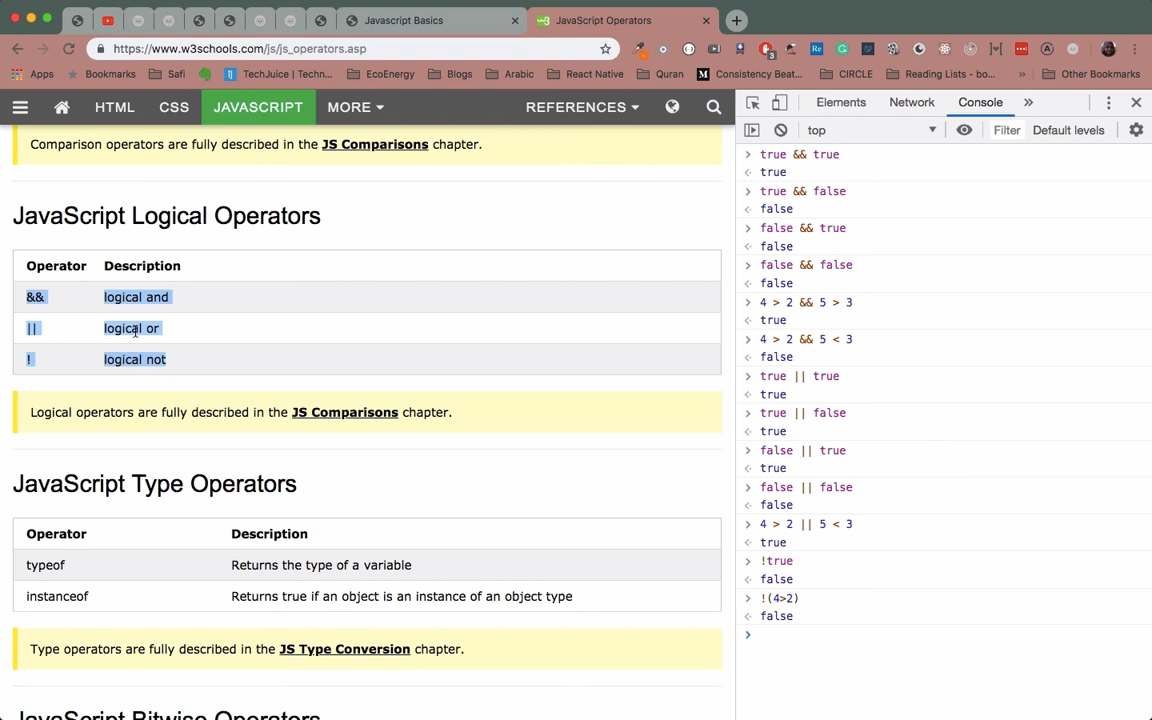 Javascript Basics
JavaScript Operators
https://www.w3schools.com/js/js_operators.asp
Apps
Bookmarks
Safi
TechJuice | Techn...
EcoEnergy
Blogs
Arabic
React Native
Quran
Consistency Beat...
CIRCLE
Reading Lists - bo...
»
Other Bookmarks
HTML
CSS
JAVASCRIPT
MORE
REFERENCES
Comparison operators are fully described in the JS Comparisons chapter.
JavaScript Logical Operators
Operator Description
&& logical and
|| logical or
! logical not
Logical operators are fully described in the JS Comparisons chapter.
JavaScript Type Operators
Operator Description
typeof Returns the type of a variable
instanceof Returns true if an object is an instance of an object type
Type operators are fully described in the JS Type Conversion chapter.
JavaScript Bitwise Operators
Elements Network Console »
top
Filter
Default levels
true && true
true
true && false
false
false && true
false
false && false
false
4 > 2 && 5 > 3
true
4 > 2 && 5 < 3
false
true || true
true
true || false
true
false || true
true
false || false
false
4 > 2 || 5 < 3
true
!true
false
!(4>2)
false